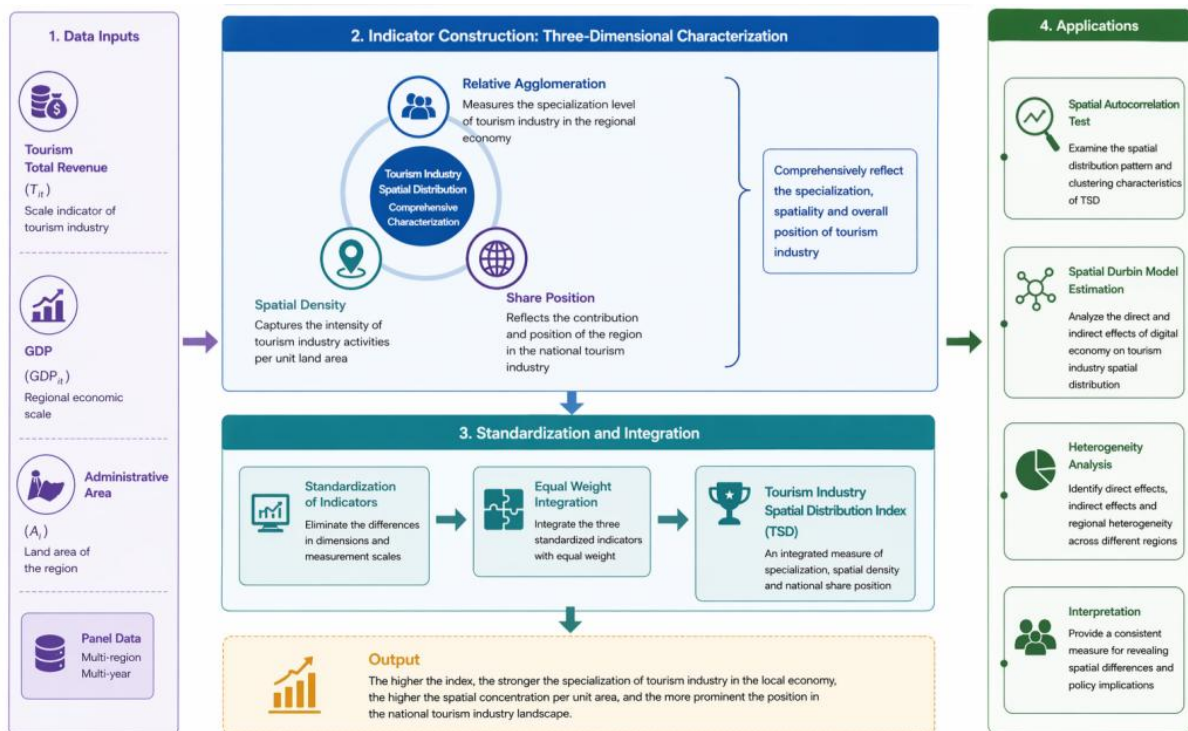 1. Data Inputs
Tourism
Total Revenue
(T_it)
Scale indicator of
tourism industry
GDP
(GDP_it)
Regional economic
scale
Administrative
Area
(A_i)
Land area of
the region
Panel Data
Multi-region
Multi-year
2. Indicator Construction: Three-Dimensional Characterization
Relative Agglomeration
Measures the specialization level
of tourism industry in the regional
economy
Tourism Industry
Spatial Distribution
Comprehensive
Characterization
Spatial Density
Captures the intensity of
tourism industry activities
per unit land area
Share Position
Reflects the contribution
and position of the region
in the national tourism
industry
Comprehensively reflect
the specialization,
spatiality and overall
position of tourism
industry
3. Standardization and Integration
Standardization
of Indicators
Eliminate the differences
in dimensions and
measurement scales
Equal Weight
Integration
Integrate the three
standardized indicators
with equal weight
Tourism Industry
Spatial Distribution Index
(TSD)
An integrated measure of
specialization, spatial density
and national share position
Output
The higher the index, the stronger the specialization of tourism industry in the local economy,
the higher the spatial concentration per unit area, and the more prominent the position in
the national tourism industry landscape.
4. Applications
Spatial Autocorrelation
Test
Examine the spatial
distribution pattern and
clustering characteristics
of TSD
Spatial Durbin Model
Estimation
Analyze the direct and
indirect effects of digital
economy on tourism
industry spatial
distribution
Heterogeneity
Analysis
Identify direct effects,
indirect effects and
regional heterogeneity
across different regions
Interpretation
Provide a consistent
measure for revealing
spatial differences and
policy implications